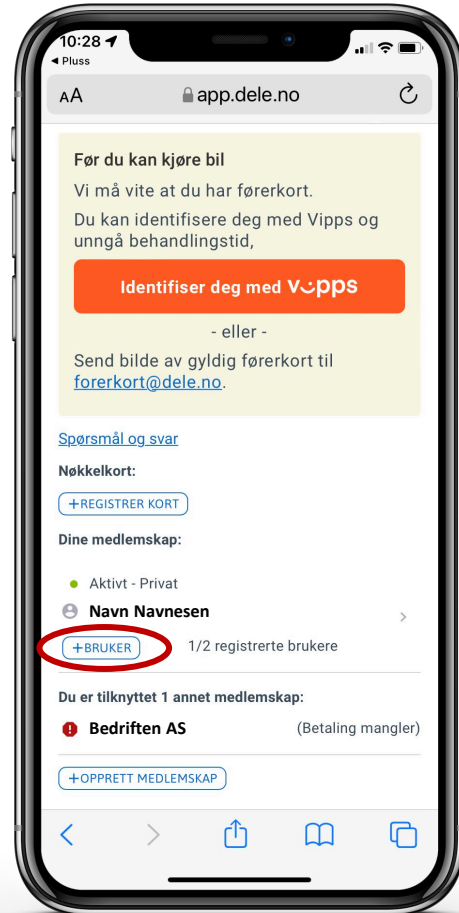 10:28
◀ Pluss
AA app.dele.no
Før du kan kjøre bil
Vi må vite at du har førerkort.
Du kan identifisere deg med Vipps og
unngå behandlingstid,
Identifiser deg med vipps
- eller -
Send bilde av gyldig førerkort til
forerkort@dele.no.
Spørsmål og svar
Nøkkelkort:
+REGISTRER KORT
Dine medlemskap:
Aktivt - Privat
Navn Navnesen
+BRUKER 1/2 registrerte brukere
Du er tilknyttet 1 annet medlemskap:
Bedriften AS (Betaling mangler)
+OPPRETT MEDLEMSKAP